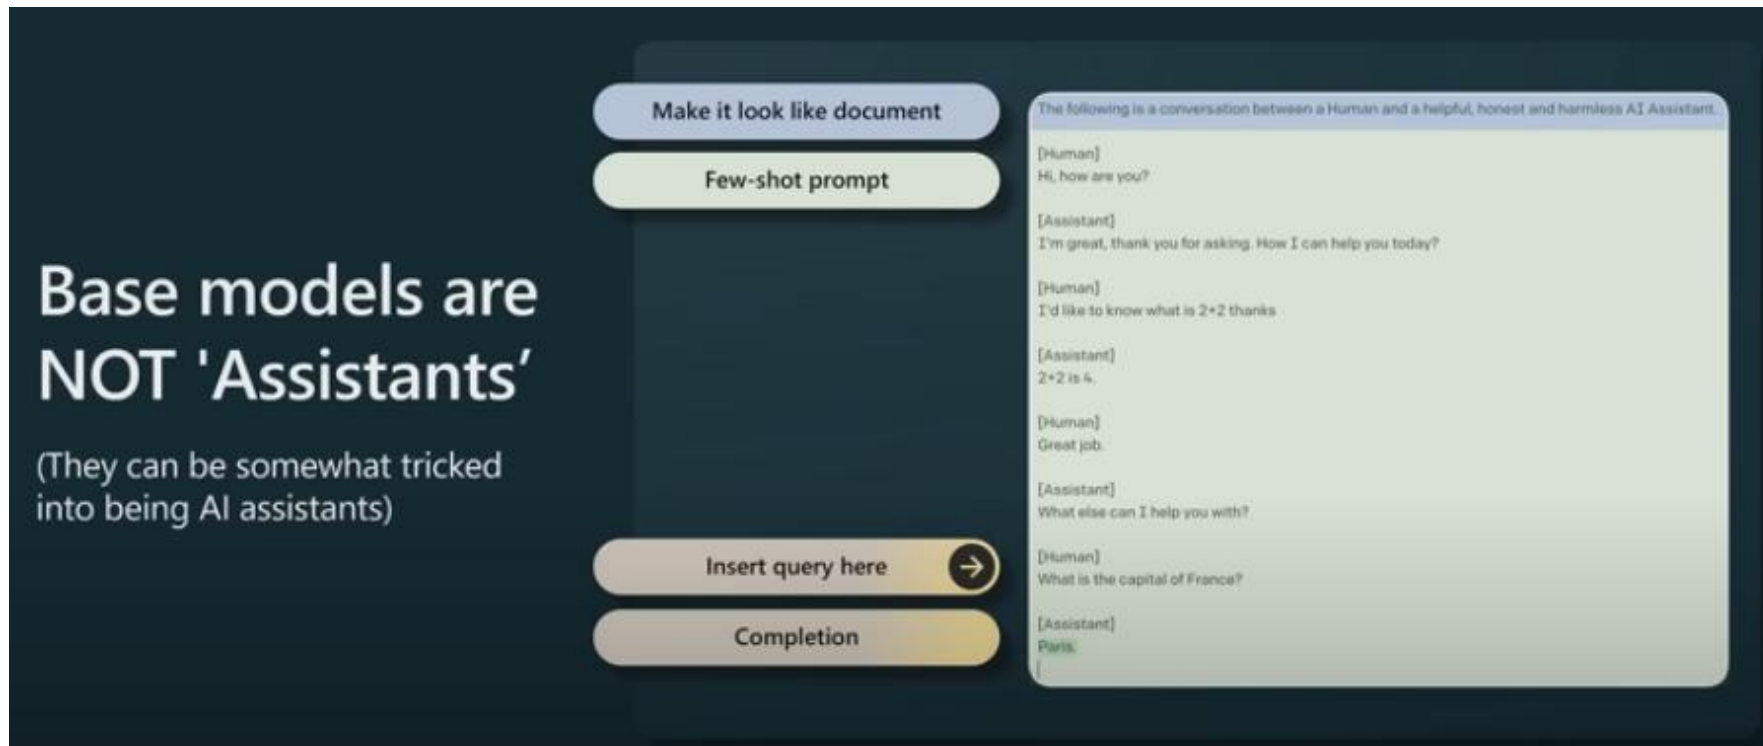 Base models are
NOT 'Assistants’
(They can be somewhat tricked
into being AI assistants)
Make it look like document
Few-shot prompt
Insert query here
Completion
The following is a conversation between a Human and a helpful, honest and harmless AI Assistant.
[Human]
Hi, how are you?
[Assistant]
I'm great, thank you for asking. How I can help you today?
[Human]
I'd like to know what is 2+2 thanks
[Assistant]
2+2 is 4.
[Human]
Great job.
[Assistant]
What else can I help you with?
[Human]
What is the capital of France?
[Assistant]
Paris.